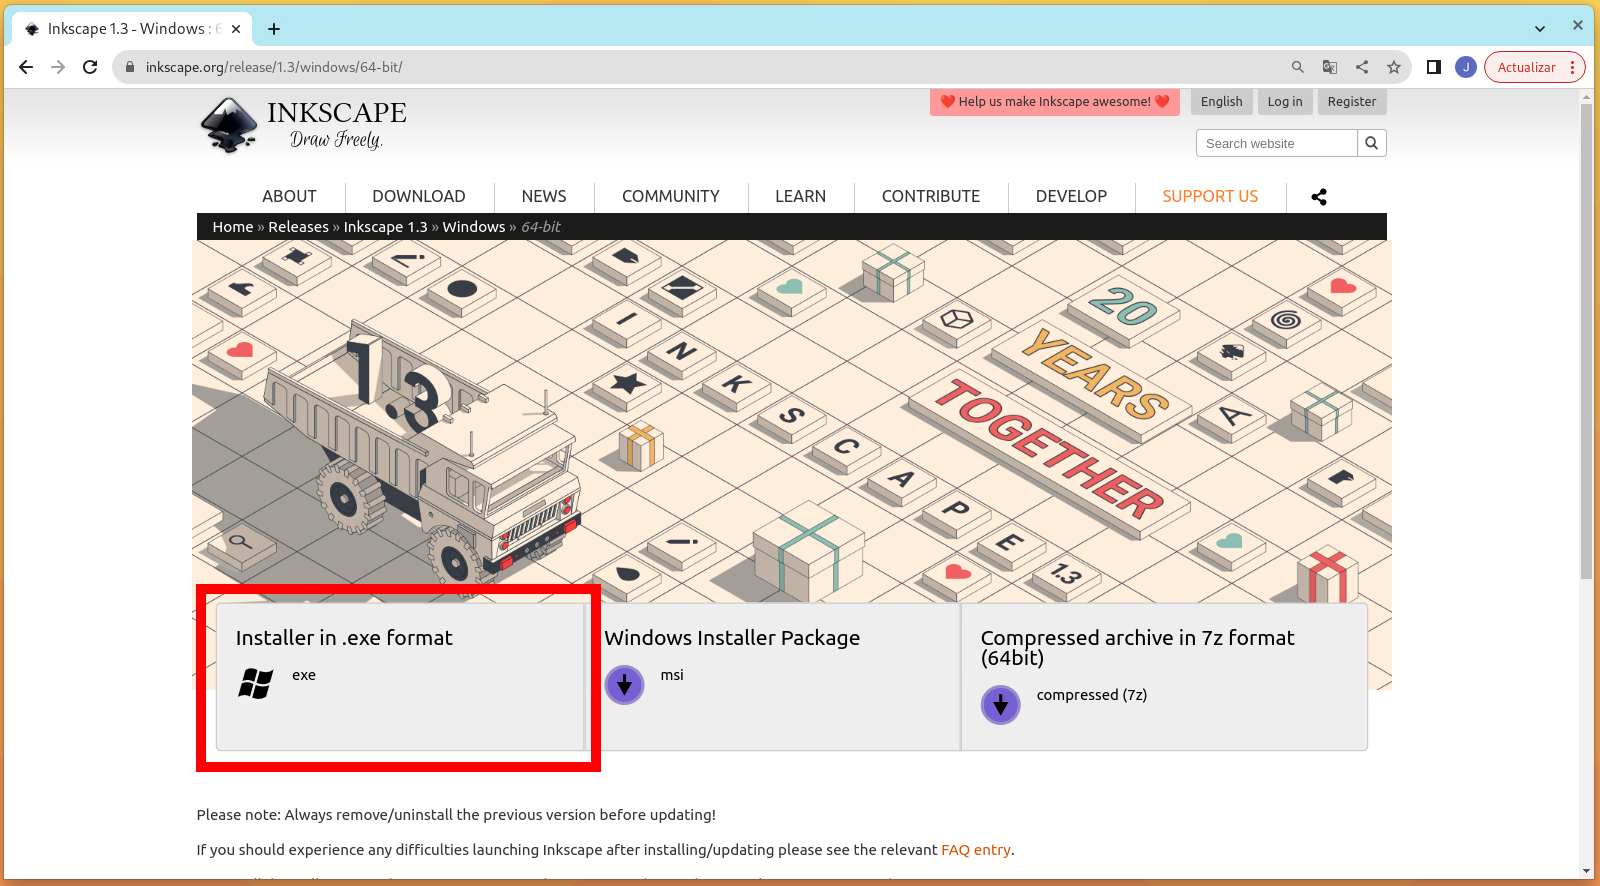 Inkscape 1.3 - Windows : 6
inkscape.org/release/1.3/windows/64-bit/
J
Actualizar
INKSCAPE
Draw Freely.
Help us make Inkscape awesome!
English
Log in
Register
Search website
ABOUT
DOWNLOAD
NEWS
COMMUNITY
LEARN
CONTRIBUTE
DEVELOP
SUPPORT US
Home » Releases » Inkscape 1.3 » Windows » 64-bit
1.3
20
YEARS
TOGETHER
A
I
N
K
S
C
A
P
E
1.3
Installer in .exe format
exe
Windows Installer Package
msi
Compressed archive in 7z format
(64bit)
compressed (7z)
Please note: Always remove/uninstall the previous version before updating!
If you should experience any difficulties launching Inkscape after installing/updating please see the relevant FAQ entry.